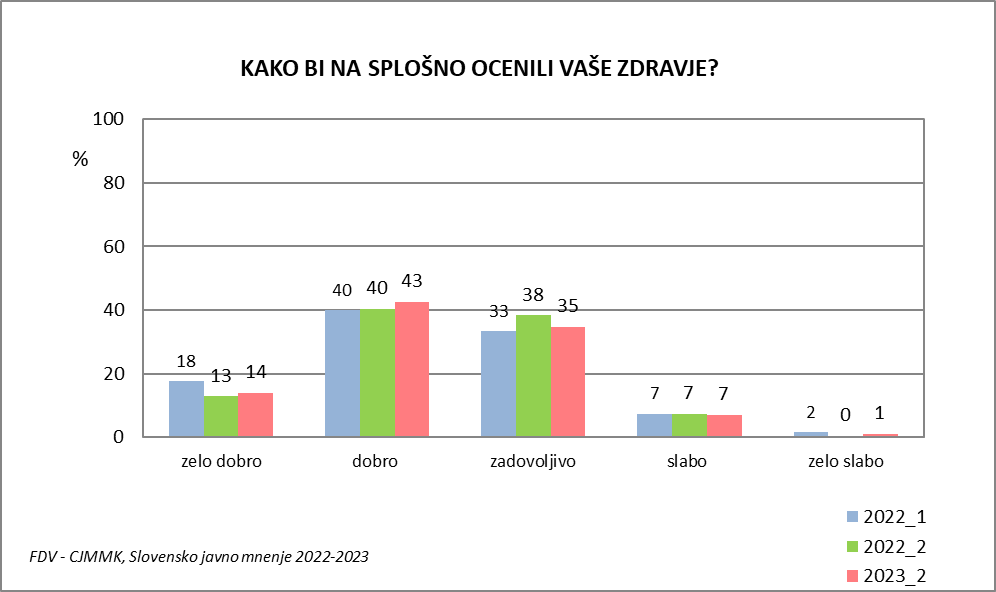 KAKO BI NA SPLOŠNO OCENILI VAŠE ZDRAVJE?
100
%
80
60
40
20
0
18 13 14
40 40 43
33 38 35
7 7 7
2 0 1
zelo dobro dobro zadovoljivo slabo zelo slabo
2022_1
2022_2
2023_2
FDV - CJMMK, Slovensko javno mnenje 2022-2023